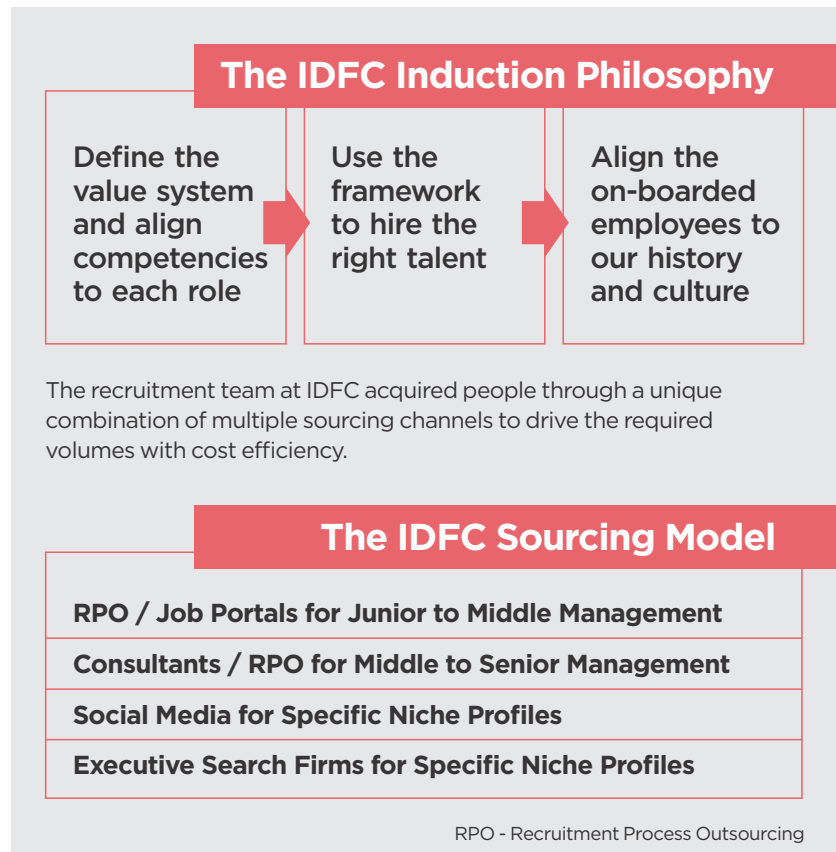 The IDFC Induction Philosophy
Define the
value system
and align
competencies
to each role
Use the
framework
to hire the
right talent
Align the
on-boarded
employees to
our history
and culture
The recruitment team at IDFC acquired people through a unique
combination of multiple sourcing channels to drive the required
volumes with cost efficiency.
The IDFC Sourcing Model
RPO / Job Portals for Junior to Middle Management
Consultants / RPO for Middle to Senior Management
Social Media for Specific Niche Profiles
Executive Search Firms for Specific Niche Profiles
RPO - Recruitment Process Outsourcing